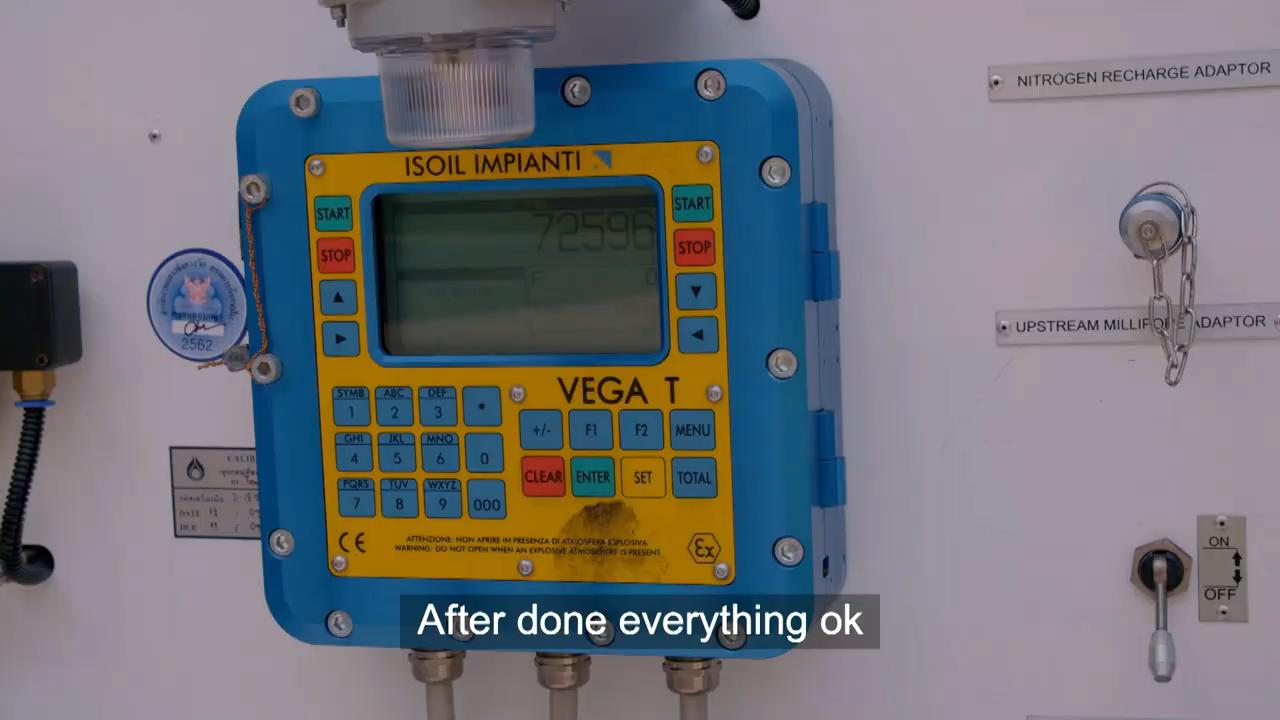 NITROGEN RECHARGE ADAPTOR
ISOIL IMPIANTI
START
START
72596
STOP
STOP
F 0
UPSTREAM MILLIPORE ADAPTOR
2562
VEGA T
SYMB 1
ABC 2
DEF 3
+/-
F1
F2
MENU
GHI 4
JKL 5
MNO 6
0
CLEAR
ENTER
SET
TOTAL
PQRS 7
TUV 8
WXYZ 9
000
CE
ATTENZIONE: NON APRIRE IN PRESENZA DI ATMOSFERA ESPLOSIVA
WARNING: DO NOT OPEN WHEN AN EXPLOSIVE ATMOSPHERE IS PRESENT
Ex
ON
OFF
After done everything ok